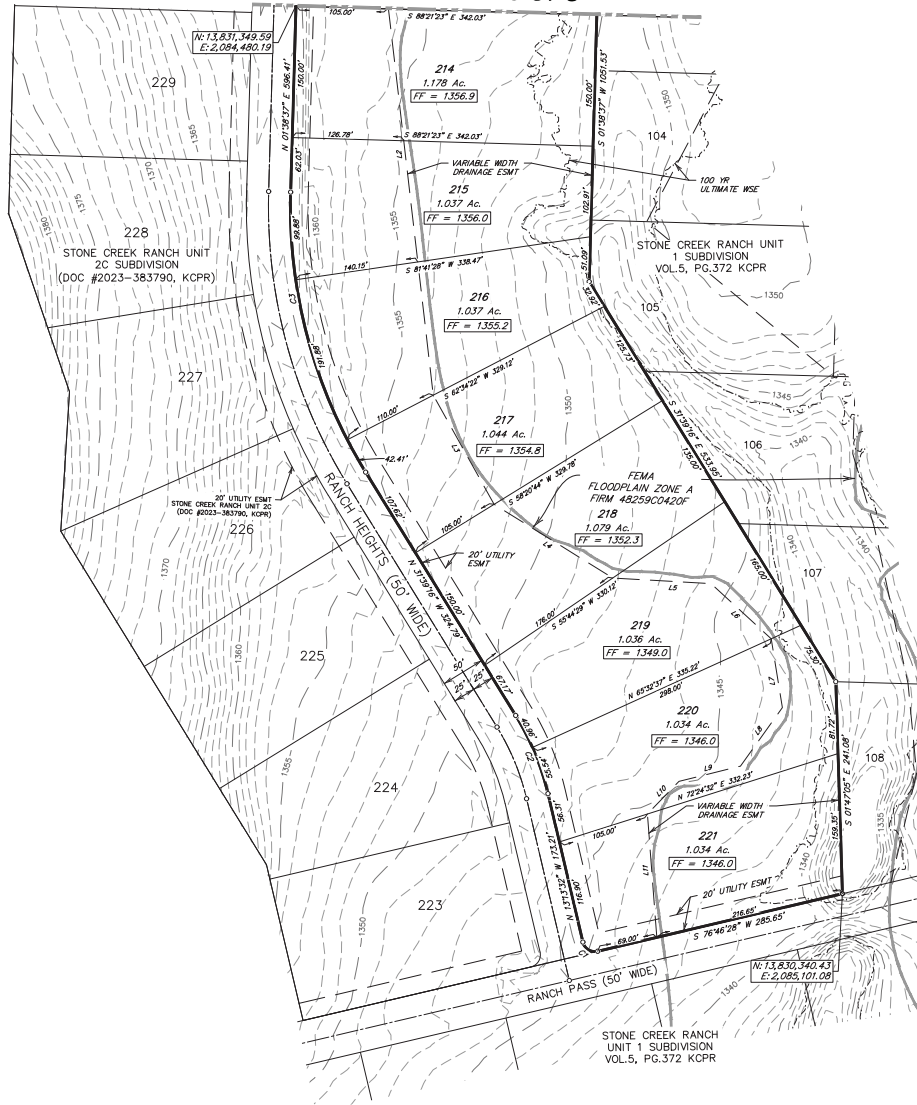 105.00'
S 88°21'23" E 342.03'
N: 13,831,349.59
E: 2,084,480.19
N 01°38'37" E 596.41'
150.00'
214
1.178 Ac.
FF = 1356.9
150.00'
S 01°38'37" W 1051.53'
229
1365
1370
1375
1380
228
STONE CREEK RANCH UNIT
2C SUBDIVISION
(DOC #2023-383790, KCPR)
62.03'
126.78'
S 88°21'23" E 342.03'
L2
VARIABLE WIDTH
DRAINAGE ESMT
215
1.037 Ac.
FF = 1356.0
1355
1360
99.88'
102.91'
104
1350
100 YR
ULTIMATE WSE
STONE CREEK RANCH UNIT
1 SUBDIVISION
VOL.5, PG.372 KCPR
1350
140.15'
S 81°41'28" W 338.47'
51.09'
32.92'
C3
216
1.037 Ac.
FF = 1355.2
1355
105
191.88'
125.73'
227
110.00'
S 62°34'22" W 329.12'
1350
1345
217
1.044 Ac.
FF = 1354.8
L3
S 31°39'16" E 533.95'
135.00'
106
1340
42.41'
20' UTILITY ESMT
STONE CREEK RANCH UNIT 2C
(DOC #2023-383790, KCPR)
226
RANCH HEIGHTS (50' WIDE)
107.62'
105.00'
S 58°20'44" W 329.78'
FEMA
FLOODPLAIN ZONE A
FIRM 48259C0420F
218
1.079 Ac.
FF = 1352.3
L4
1340
1340
20' UTILITY
ESMT
N 31°39'16" W 324.79'
150.00'
1370
165.00'
107
L5
L6
176.00'
S 55°44'29" W 330.12'
219
1.036 Ac.
FF = 1349.0
1360
225
50'
25'
25'
67.17'
75.30'
N 65°32'37" E 335.22'
298.00'
1345
L7
220
1.034 Ac.
FF = 1346.0
40.96'
C2
55.54'
L8
81.72'
108
1355
224
L9
L10
N 72°24'32" E 332.23'
VARIABLE WIDTH
DRAINAGE ESMT
S 01°47'05" E 241.08'
56.31'
105.00'
221
1.034 Ac.
FF = 1346.0
1335
159.35'
1340
L11
N 13°13'32" W 173.21'
116.90'
20' UTILITY ESMT
223
1350
216.65'
S 76°46'28" W 285.65'
69.00'
N: 13,830,340.43
E: 2,085,101.08
RANCH PASS (50' WIDE)
1340
1340
STONE CREEK RANCH
UNIT 1 SUBDIVISION
VOL.5, PG.372 KCPR